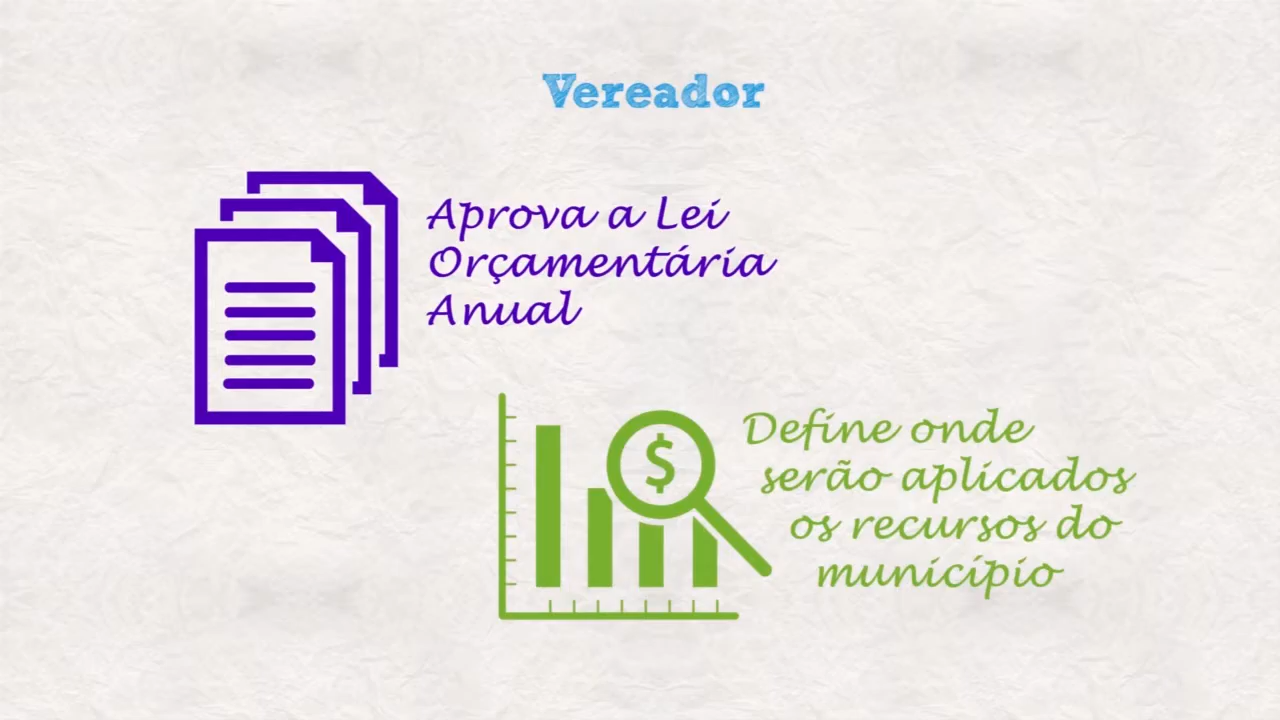 Vereador
Aprova a Lei
Orçamentária
Anual
$
Define onde
serão aplicados
os recursos do
município